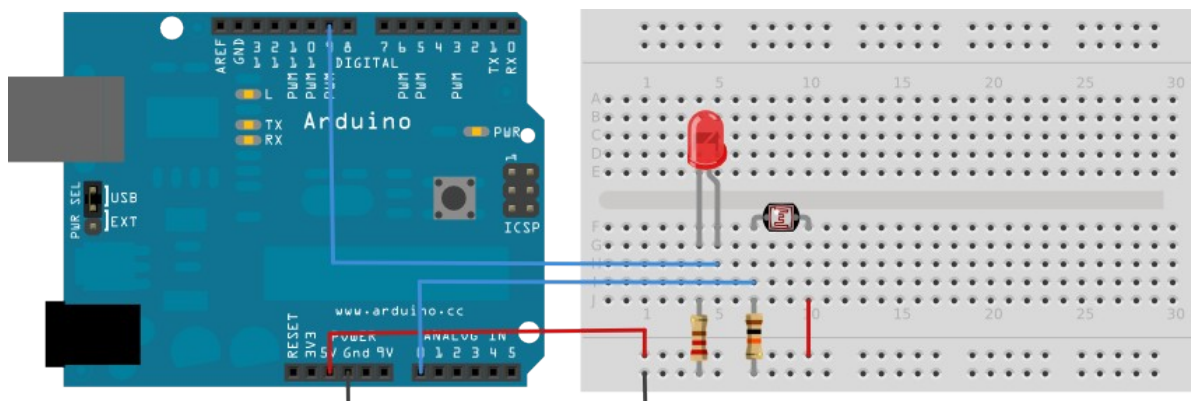 AREF
GND
13
12
11 PWM
10 PWM
9 PWM
8
DIGITAL
7
6 PWM
5 PWM
4
3 PWM
2
TX 1
RX 0
L
TX
RX
Arduino
PWR
1
ICSP
PWR SEL
USB
EXT
www.arduino.cc
POWER
ANALOG IN
RESET
3V3
5V Gnd 9V
0 1 2 3 4 5
1 5 10 15 20 25 30
A
B
C
D
E
F
G
H
I
J
1 5 10 15 20 25 30